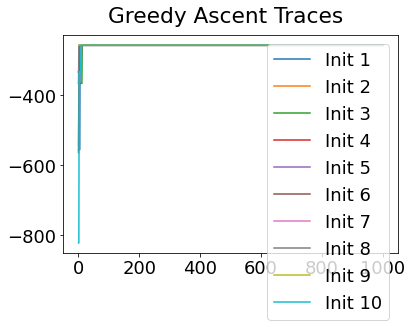 Greedy Ascent Traces
−400
−600
−800
0
200
400
600
800
1000
Init 1
Init 2
Init 3
Init 4
Init 5
Init 6
Init 7
Init 8
Init 9
Init 10